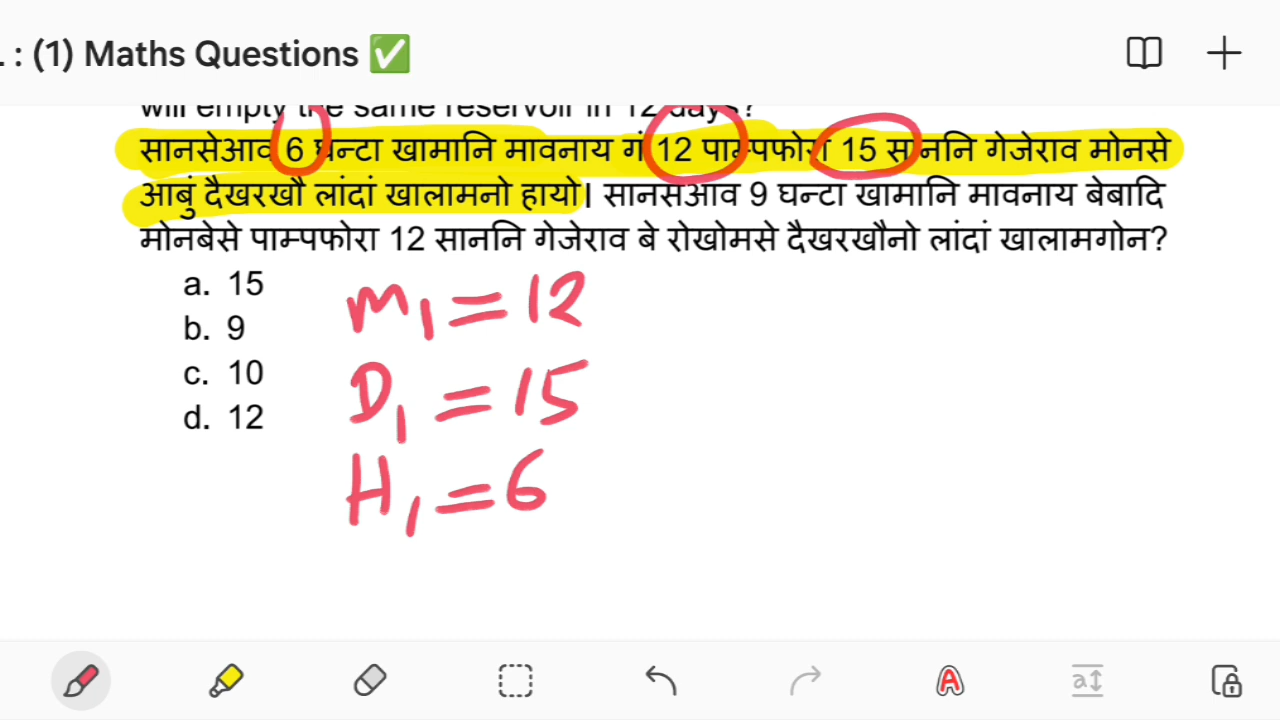 . : (1) Maths Questions ✅
will empty the same reservoir in 12 days?
सानसेआव 6 घन्टा खामानि मावनाय गं 12 पाम्पफोरा 15 साननि गेजेराव मोनसे
आबुं दैखरखौ लांदां खालामनो हायो। सानसेआव 9 घन्टा खामानि मावनाय बेबादि
मोनबेसे पाम्पफोरा 12 साननि गेजेराव बे रोखोमसे दैखरखौनो लांदां खालामगोन?
a. 15
b. 9
c. 10
d. 12
M1 = 12
D1 = 15
H1 = 6
A
a